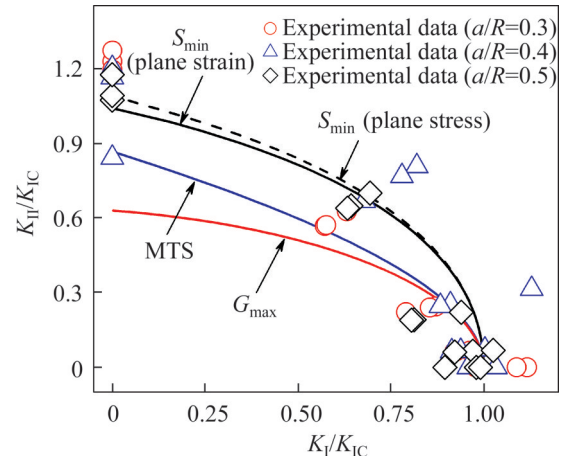 Experimental data (a/R=0.3)
Experimental data (a/R=0.4)
Experimental data (a/R=0.5)
S_min
(plane strain)
S_min (plane stress)
MTS
G_max
K_II/K_IC
1.2
0.9
0.6
0.3
0
0
0.25
0.50
0.75
1.00
K_I/K_IC